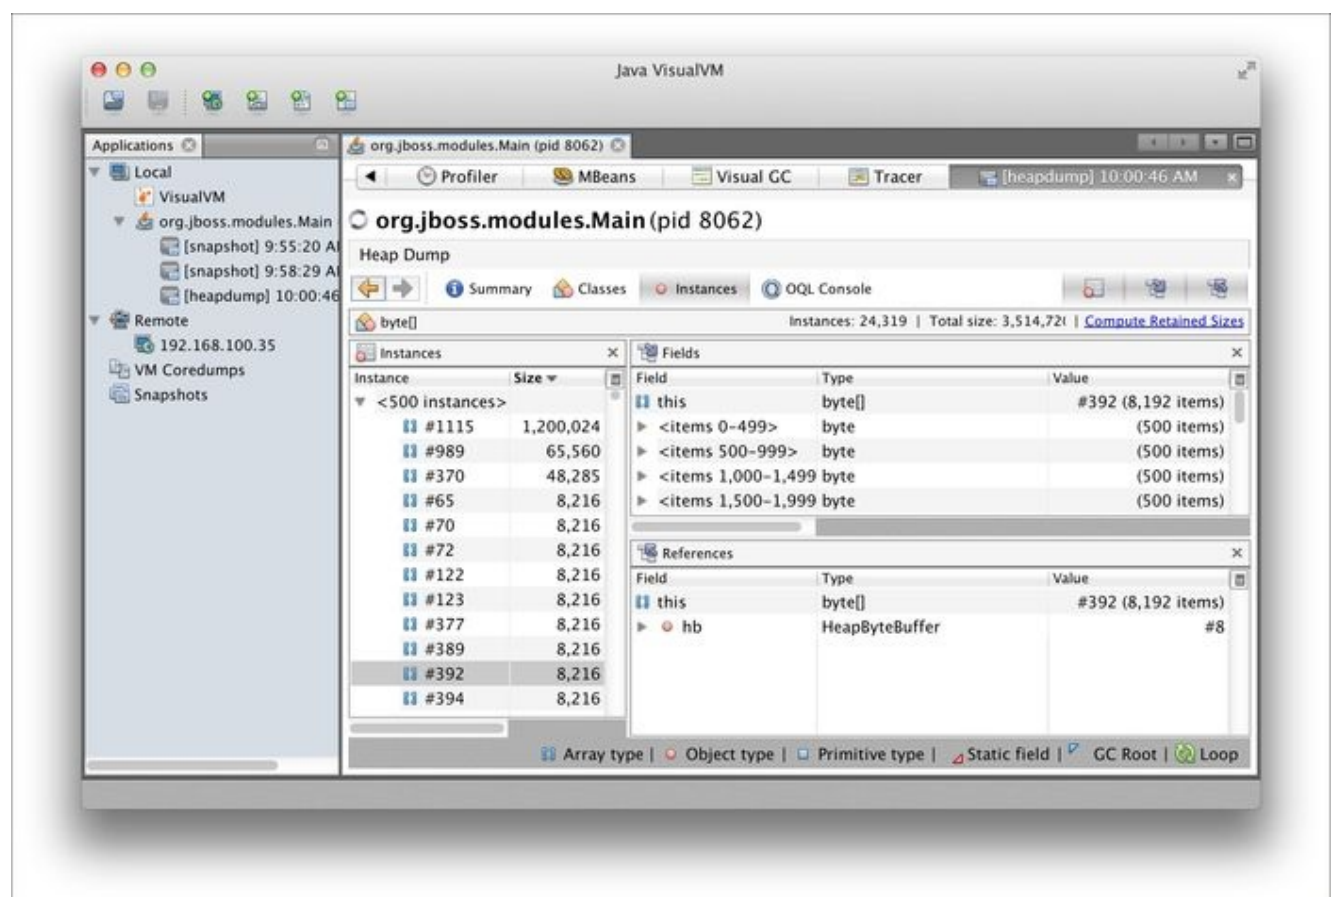 Java VisualVM
Applications
org.jboss.modules.Main (pid 8062)
Local
VisualVM
org.jboss.modules.Main
[snapshot] 9:55:20 A
[snapshot] 9:58:29 A
[heapdump] 10:00:46
Remote
192.168.100.35
VM Coredumps
Snapshots
Profiler MBeans Visual GC Tracer [heapdump] 10:00:46 AM
org.jboss.modules.Main (pid 8062)
Heap Dump
Summary Classes Instances OQL Console
byte[] Instances: 24,319 | Total size: 3,514,72 | Compute Retained Sizes
Instances
Instance Size
<500 instances>
#1115 1,200,024
#989 65,560
#370 48,285
#65 8,216
#70 8,216
#72 8,216
#122 8,216
#123 8,216
#377 8,216
#389 8,216
#392 8,216
#394 8,216
Fields
Field Type Value
this byte[] #392 (8,192 items)
<items 0-499> byte (500 items)
<items 500-999> byte (500 items)
<items 1,000-1,499 byte (500 items)
<items 1,500-1,999 byte (500 items)
References
Field Type Value
this byte[] #392 (8,192 items)
hb HeapByteBuffer #8
Array type | Object type | Primitive type | Static field | GC Root | Loop